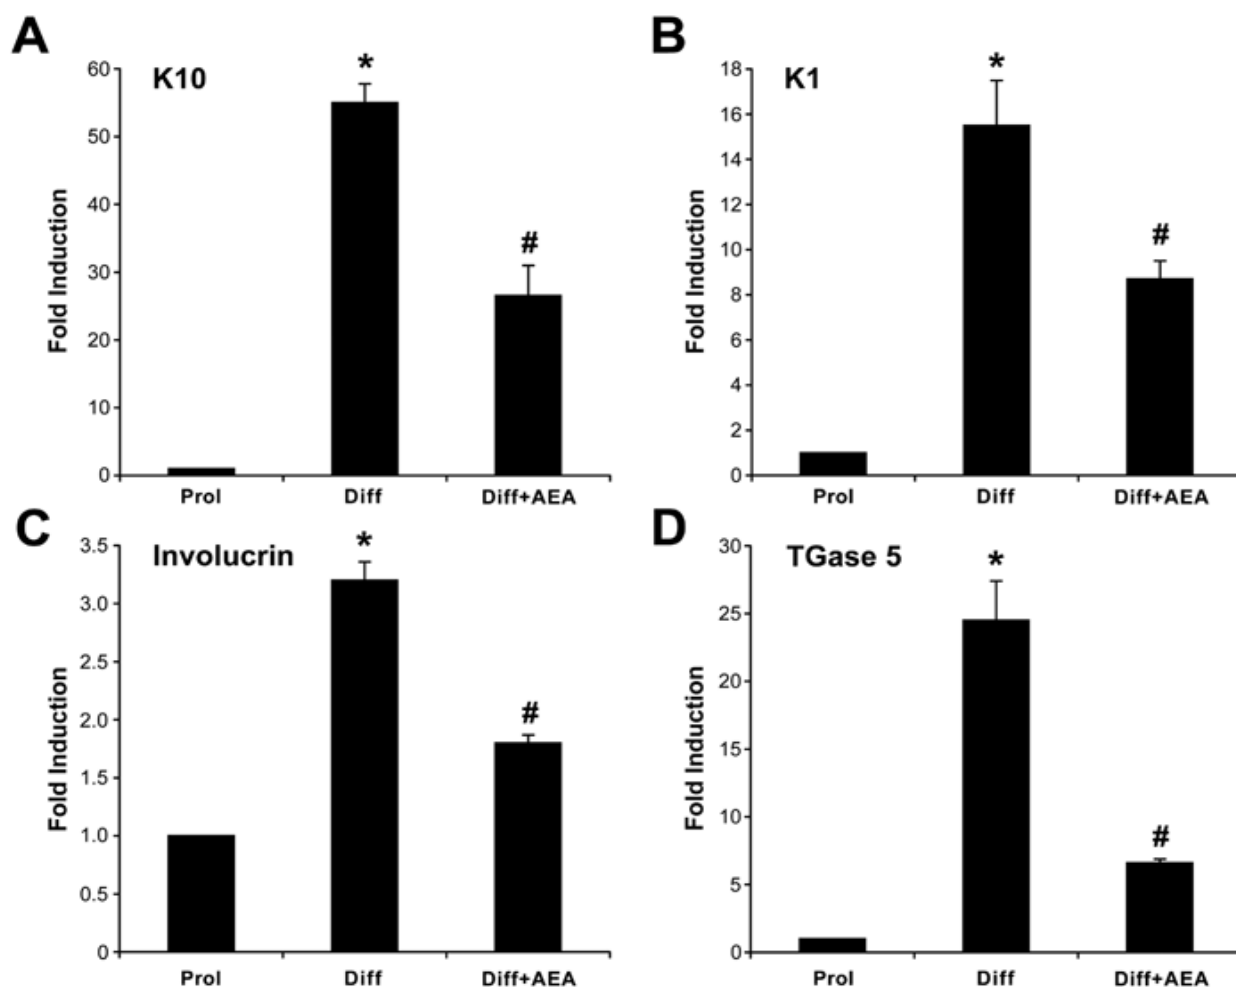 A
K10
*
#
Fold Induction
60
50
40
30
20
10
0
Prol Diff Diff+AEA
B
K1
*
#
Fold Induction
18
16
14
12
10
8
6
4
2
0
Prol Diff Diff+AEA
C
Involucrin
*
#
Fold Induction
3.5
3.0
2.5
2.0
1.5
1.0
0.5
0
Prol Diff Diff+AEA
D
TGase 5
*
#
Fold Induction
30
25
20
15
10
5
0
Prol Diff Diff+AEA